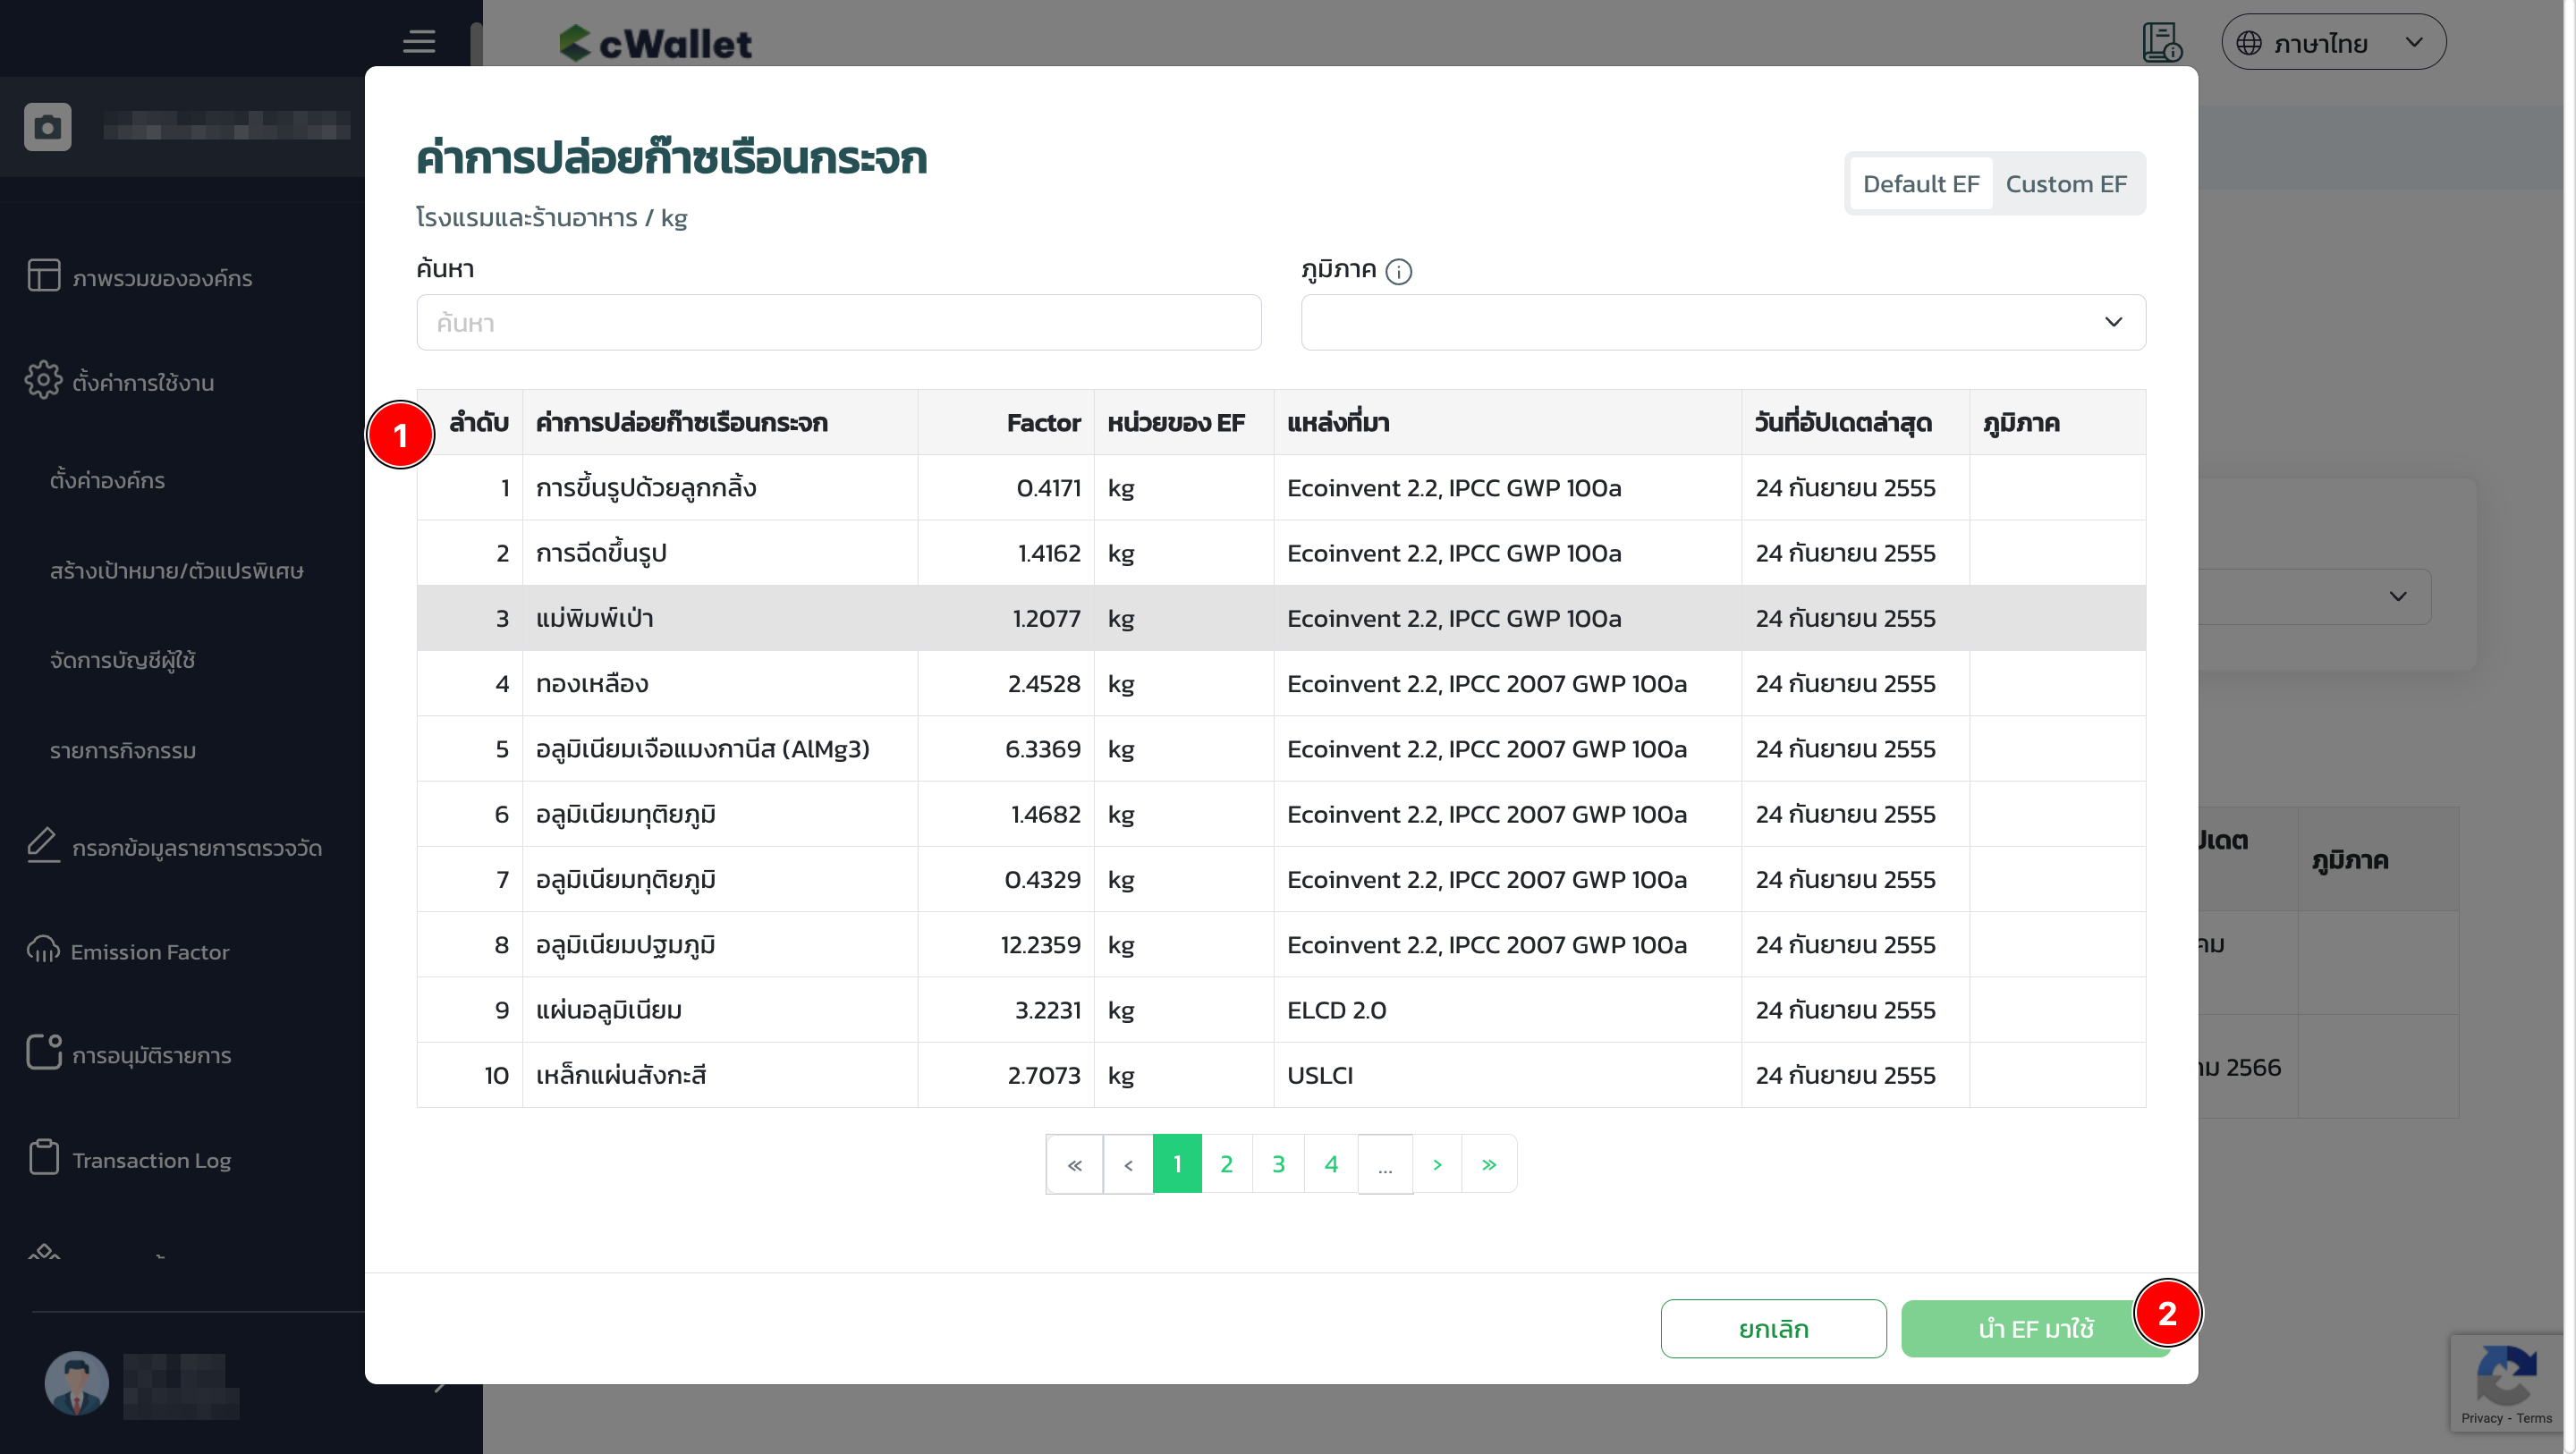 cWallet
ภาษาไทย
ภาพรวมขององค์กร
ตั้งค่าการใช้งาน
ตั้งค่าองค์กร
สร้างเป้าหมาย/ตัวแปรพิเศษ
จัดการบัญชีผู้ใช้
รายการกิจกรรม
กรอกข้อมูลรายการตรวจวัด
Emission Factor
การอนุมัติรายการ
Transaction Log
ค่าการปล่อยก๊าซเรือนกระจก
Default EF Custom EF
โรงแรมและร้านอาหาร / kg
ค้นหา ภูมิภาค
ค้นหา
1
ลำดับ ค่าการปล่อยก๊าซเรือนกระจก Factor หน่วยของ EF แหล่งที่มา วันที่อัปเดตล่าสุด ภูมิภาค
1 การขึ้นรูปด้วยลูกกลิ้ง 0.4171 kg Ecoinvent 2.2, IPCC GWP 100a 24 กันยายน 2555
2 การฉีดขึ้นรูป 1.4162 kg Ecoinvent 2.2, IPCC GWP 100a 24 กันยายน 2555
3 แม่พิมพ์เป่า 1.2077 kg Ecoinvent 2.2, IPCC GWP 100a 24 กันยายน 2555
4 ทองเหลือง 2.4528 kg Ecoinvent 2.2, IPCC 2007 GWP 100a 24 กันยายน 2555
5 อลูมิเนียมเจือแมงกานีส (AlMg3) 6.3369 kg Ecoinvent 2.2, IPCC 2007 GWP 100a 24 กันยายน 2555
6 อลูมิเนียมทุติยภูมิ 1.4682 kg Ecoinvent 2.2, IPCC 2007 GWP 100a 24 กันยายน 2555
7 อลูมิเนียมทุติยภูมิ 0.4329 kg Ecoinvent 2.2, IPCC 2007 GWP 100a 24 กันยายน 2555
8 อลูมิเนียมปฐมภูมิ 12.2359 kg Ecoinvent 2.2, IPCC 2007 GWP 100a 24 กันยายน 2555
9 แผ่นอลูมิเนียม 3.2231 kg ELCD 2.0 24 กันยายน 2555
10 เหล็กแผ่นสังกะสี 2.7073 kg USLCI 24 กันยายน 2555
« ‹ 1 2 3 4 ... › »
ยกเลิก นำ EF มาใช้
2
ภูมิภาค
2566
Privacy - Terms